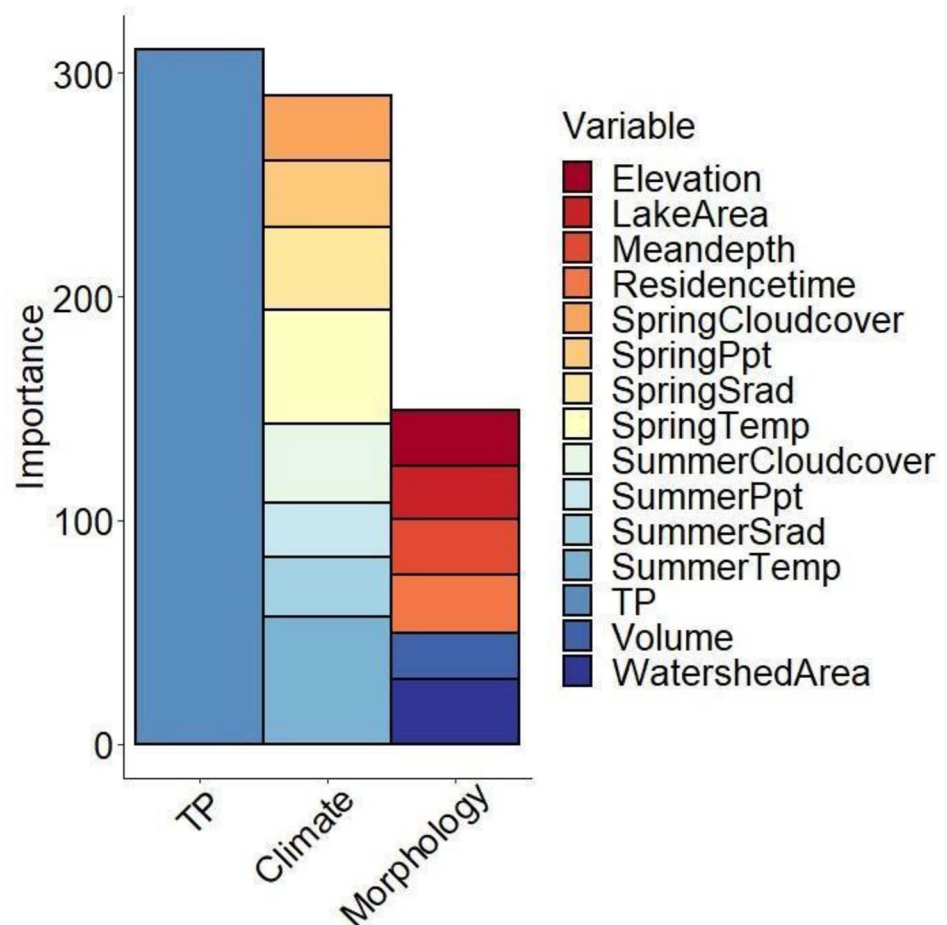 300
200
100
0
Importance
TP
Climate
Morphology
Variable
Elevation
LakeArea
Meandepth
Residencetime
SpringCloudcover
SpringPpt
SpringSrad
SpringTemp
SummerCloudcover
SummerPpt
SummerSrad
SummerTemp
TP
Volume
WatershedArea